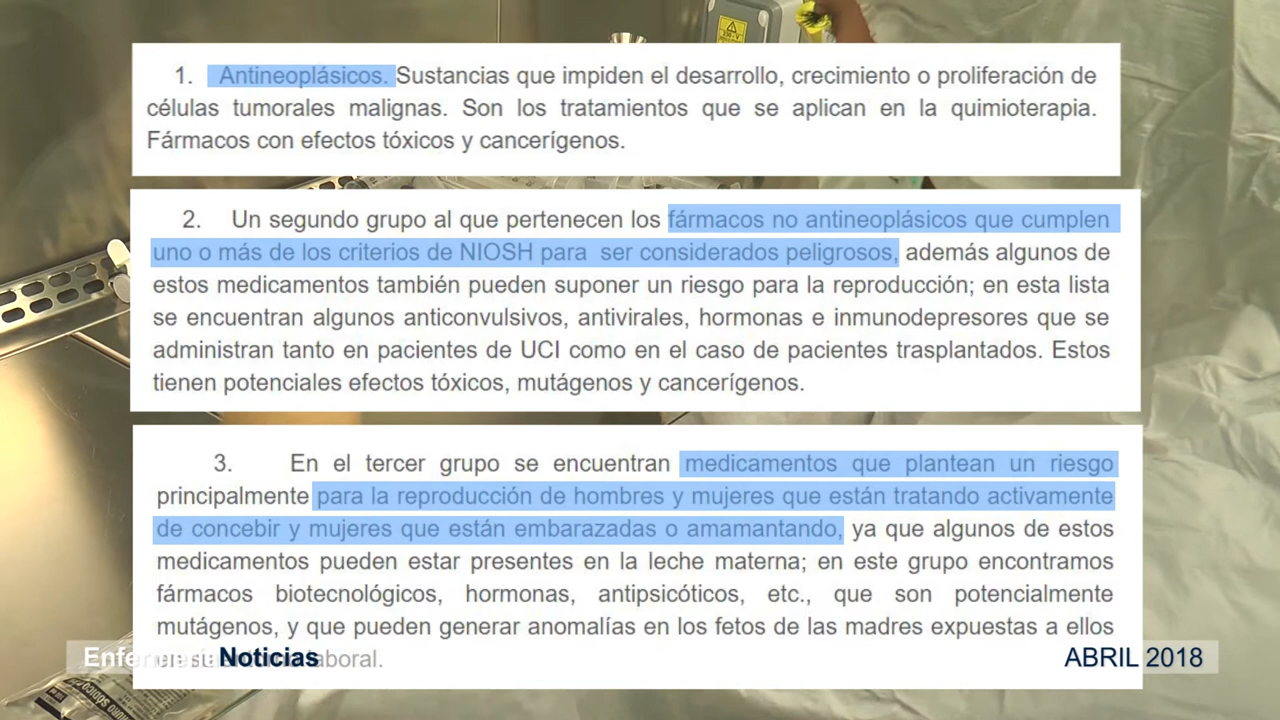 1. Antineoplásicos. Sustancias que impiden el desarrollo, crecimiento o proliferación de
células tumorales malignas. Son los tratamientos que se aplican en la quimioterapia.
Fármacos con efectos tóxicos y cancerígenos.
2. Un segundo grupo al que pertenecen los fármacos no antineoplásicos que cumplen
uno o más de los criterios de NIOSH para ser considerados peligrosos, además algunos de
estos medicamentos también pueden suponer un riesgo para la reproducción; en esta lista
se encuentran algunos anticonvulsivos, antivirales, hormonas e inmunodepresores que se
administran tanto en pacientes de UCI como en el caso de pacientes trasplantados. Estos
tienen potenciales efectos tóxicos, mutágenos y cancerígenos.
3. En el tercer grupo se encuentran medicamentos que plantean un riesgo
principalmente para la reproducción de hombres y mujeres que están tratando activamente
de concebir y mujeres que están embarazadas o amamantando, ya que algunos de estos
medicamentos pueden estar presentes en la leche materna; en este grupo encontramos
fármacos biotecnológicos, hormonas, antipsicóticos, etc., que son potencialmente
mutágenos, y que pueden generar anomalías en los fetos de las madres expuestas a ellos
laboral.
Enfermería Noticias
ABRIL 2018